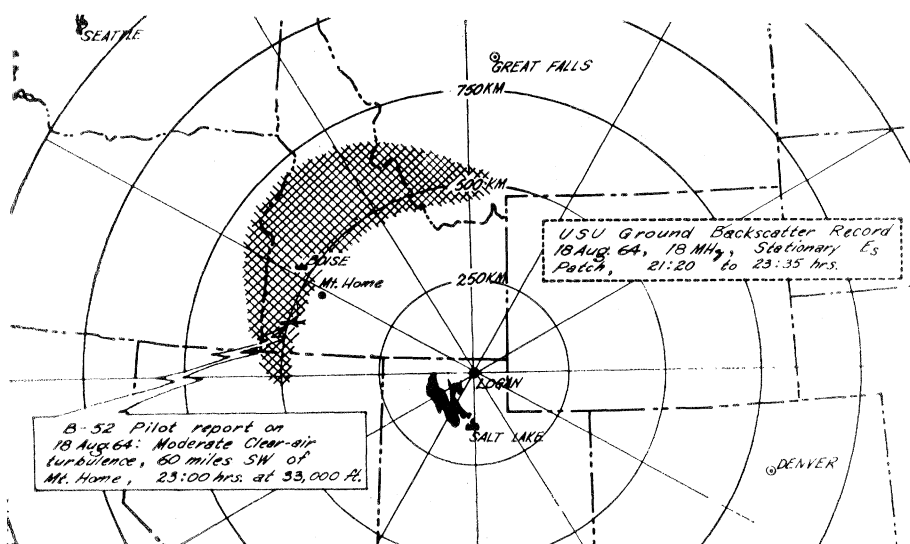 SEATTLE
GREAT FALLS
750KM
500 KM
USU Ground Backscatter Record
18 Aug. 64, 18 MHz, Stationary Es
Patch, 21:20 to 23:35 hrs.
BOISE
Mt. Home
250KM
LOGAN
B-52 Pilot report on
18 Aug 64: Moderate Clear-air
turbulence, 60 miles SW of
Mt. Home, 23:00 hrs. at 33,000 ft.
SALT LAKE
DENVER